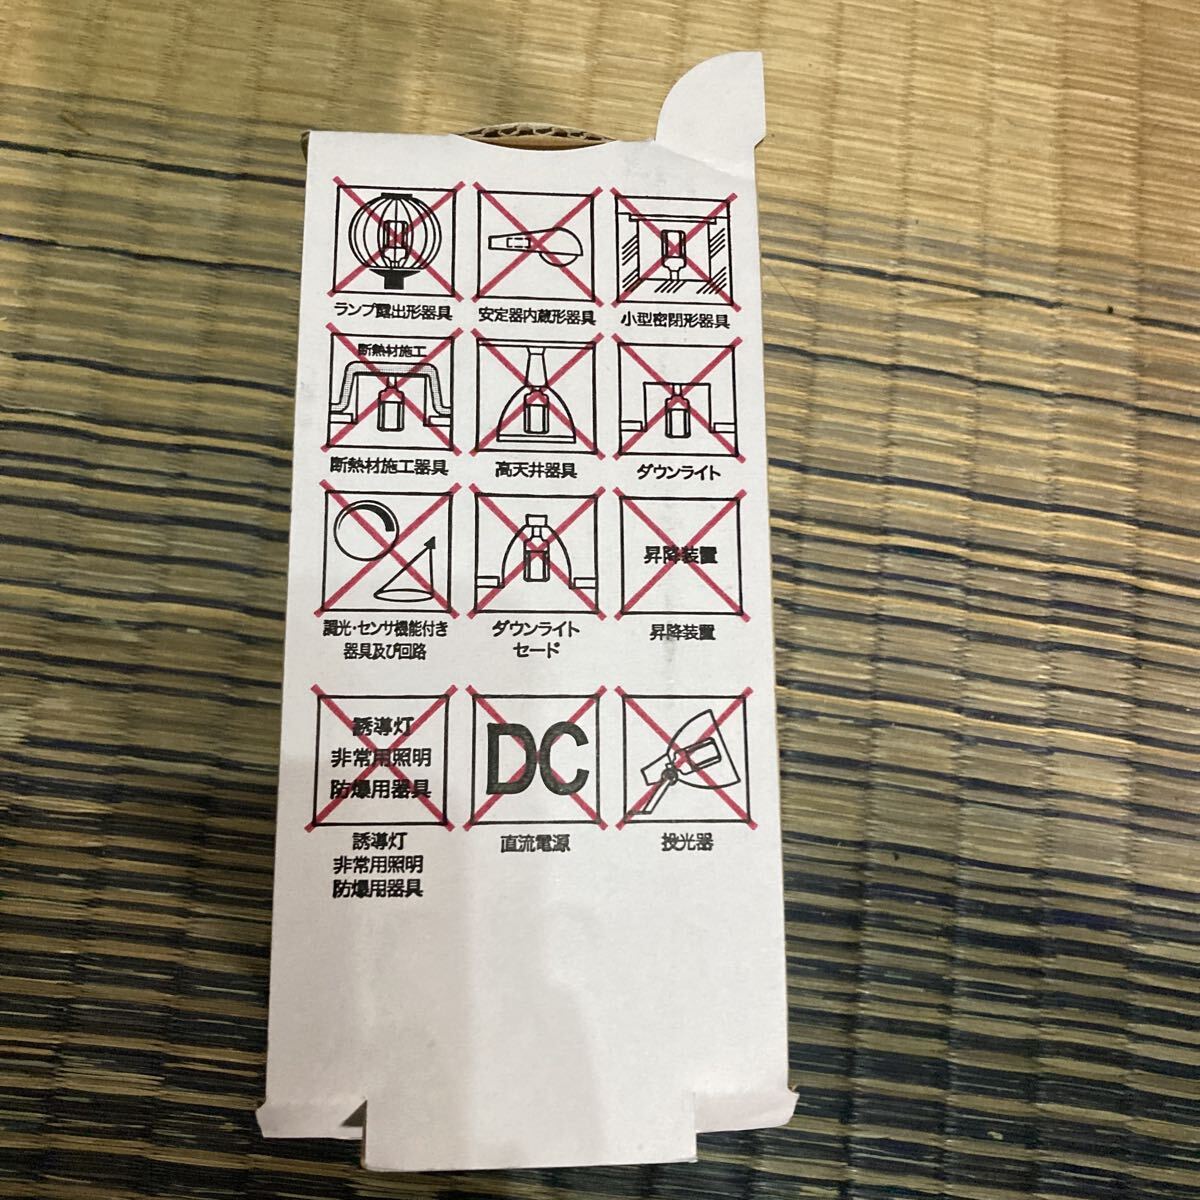 ランプ露出形器具
安定器内蔵形器具
小型密閉形器具
断熱材施工
断熱材施工器具
高天井器具
ダウンライト
調光・センサ機能付き
器具及び回路
ダウンライト
セード
昇降装置
昇降装置
誘導灯
非常用照明
防爆用器具
誘導灯
非常用照明
防爆用器具
DC
直流電源
投光器